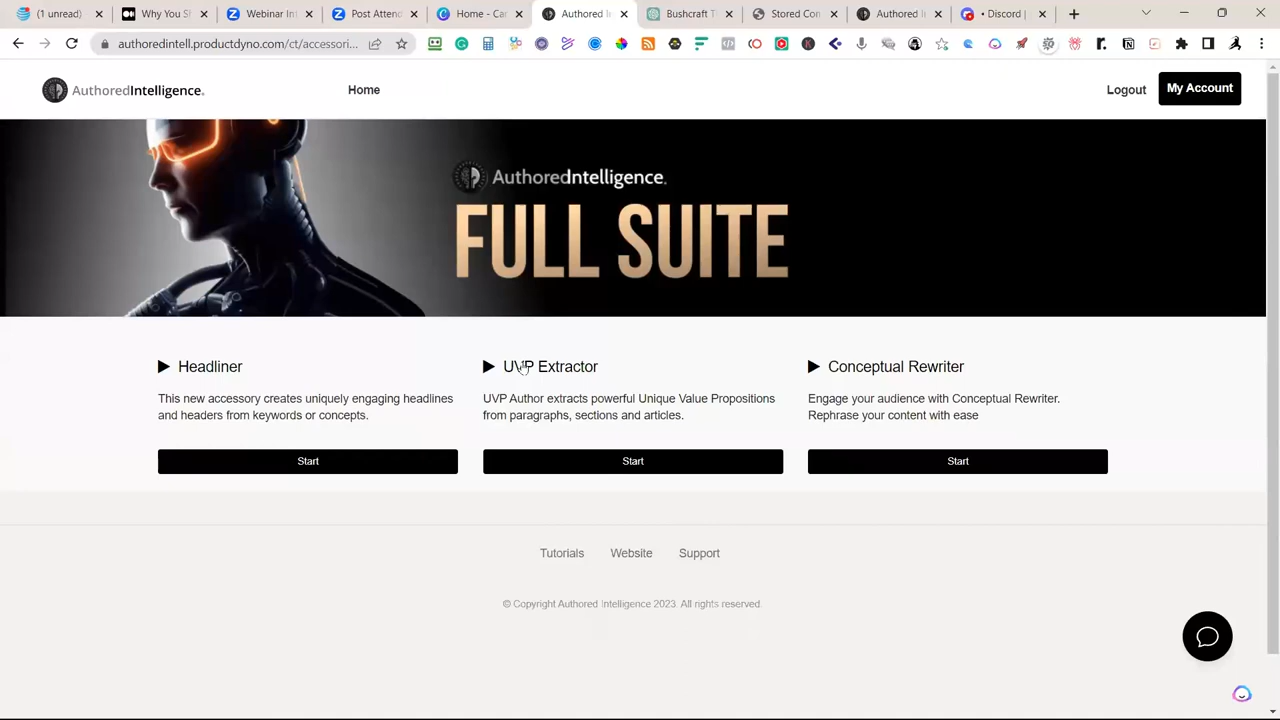 (1 unread)
Why You S
Webinar In
Post Attend
Home - Can
Authored I
Bushcraft T
Stored Con
Authored I
• Discord |
authoredintell.productdyno.com/ct/accessori...
AuthoredIntelligence.
Home
Logout
My Account
AuthoredIntelligence.
FULL SUITE
Headliner
This new accessory creates uniquely engaging headlines
and headers from keywords or concepts.
Start
UVP Extractor
UVP Author extracts powerful Unique Value Propositions
from paragraphs, sections and articles.
Start
Conceptual Rewriter
Engage your audience with Conceptual Rewriter.
Rephrase your content with ease
Start
Tutorials
Website
Support
© Copyright Authored Intelligence 2023. All rights reserved.